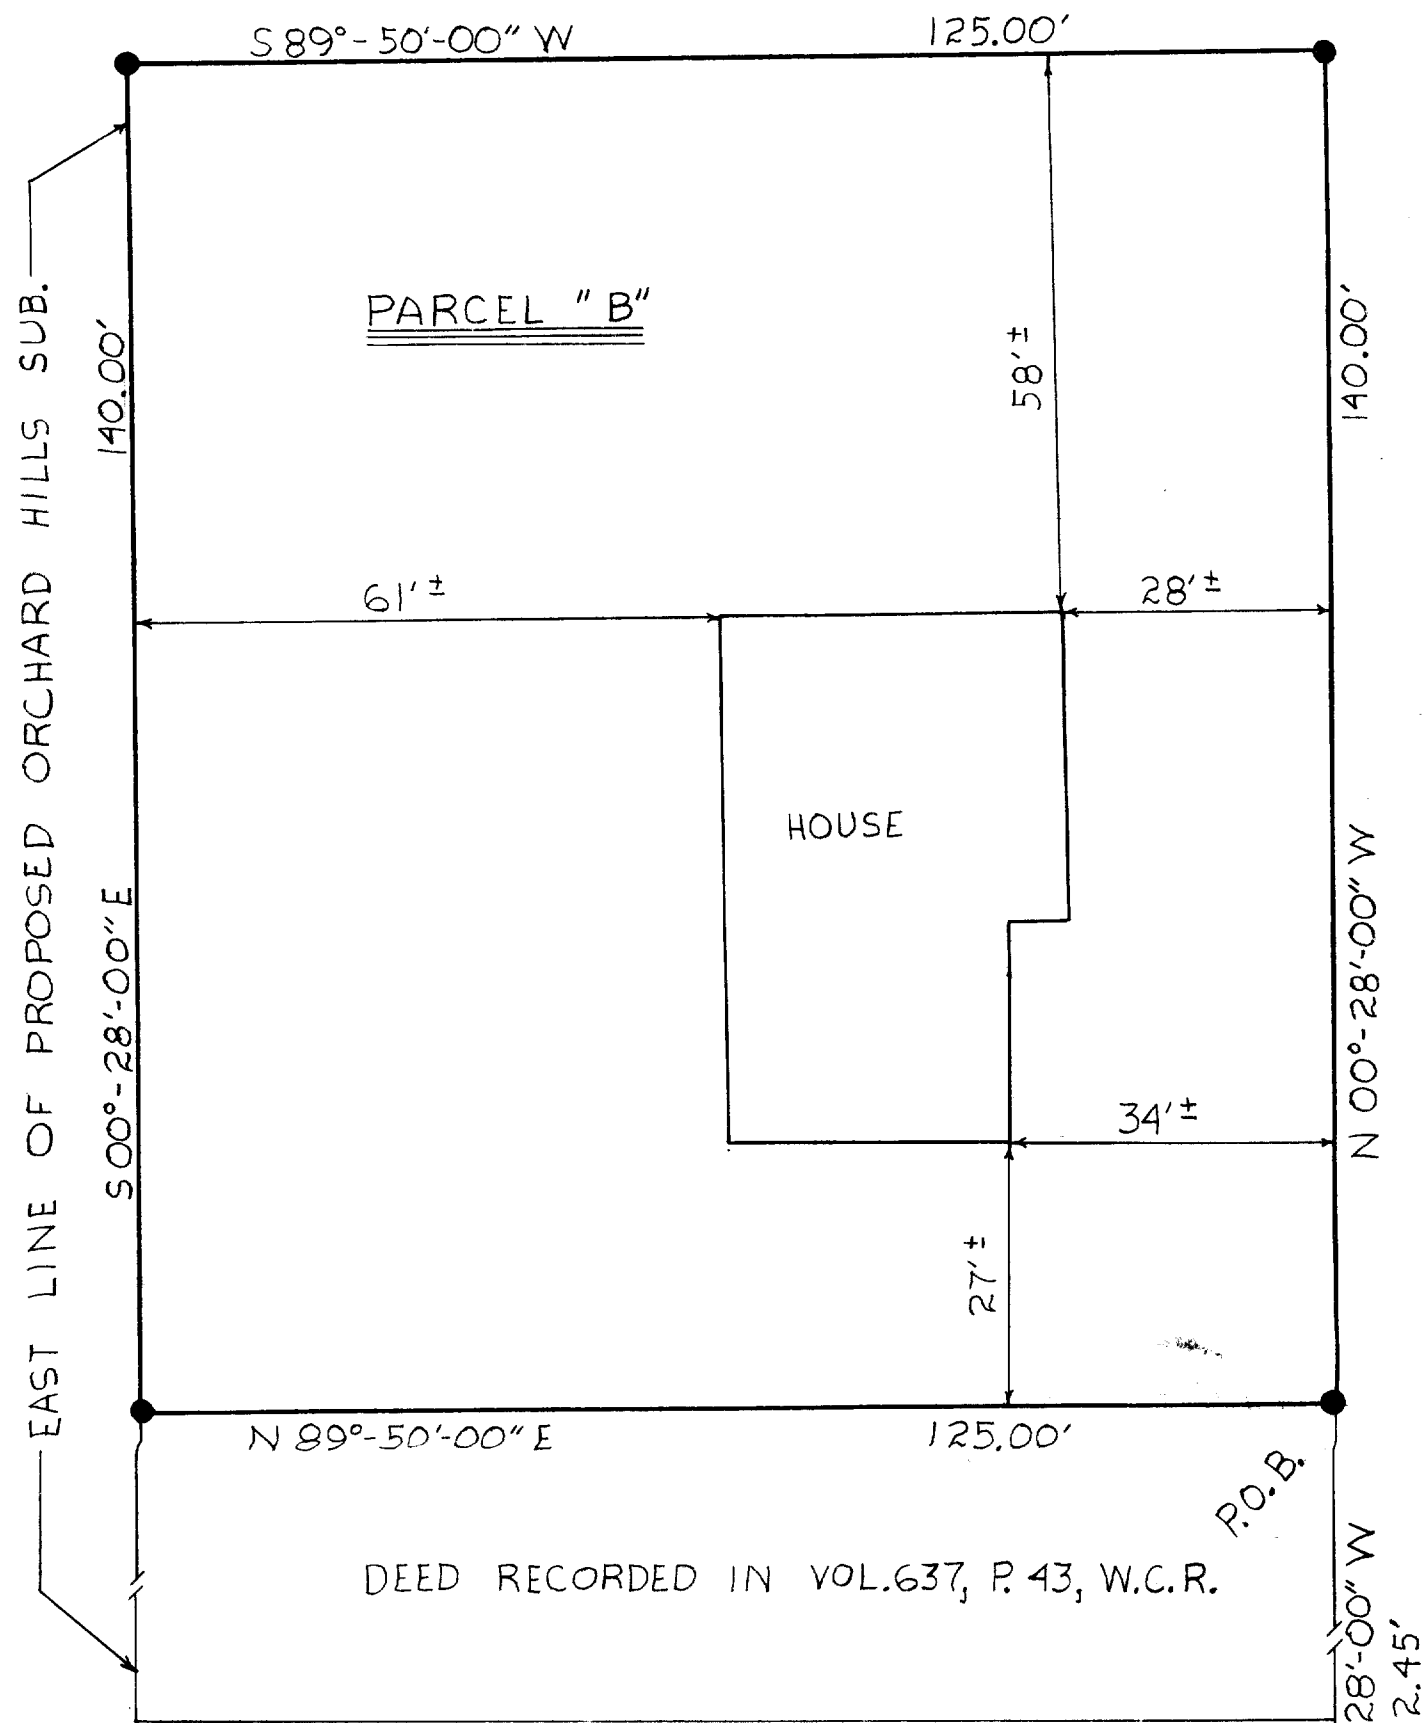 S 89°-50'-00" W 125.00'
PARCEL "B"
140.00'
S 00°-28'-00" E
EAST LINE OF PROPOSED ORCHARD HILLS SUB.
58'±
140.00'
61'±
28'±
HOUSE
N 00°-28'-00" W
34'±
27'±
N 89°-50'-00" E 125.00'
P.O.B.
DEED RECORDED IN VOL. 637, P. 43, W.C.R.
28'-00" W
2.45'